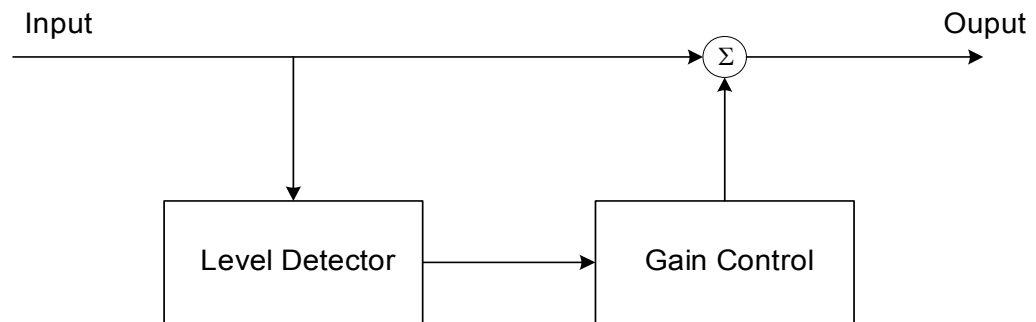 Input
Ouput
Σ
Level Detector
Gain Control